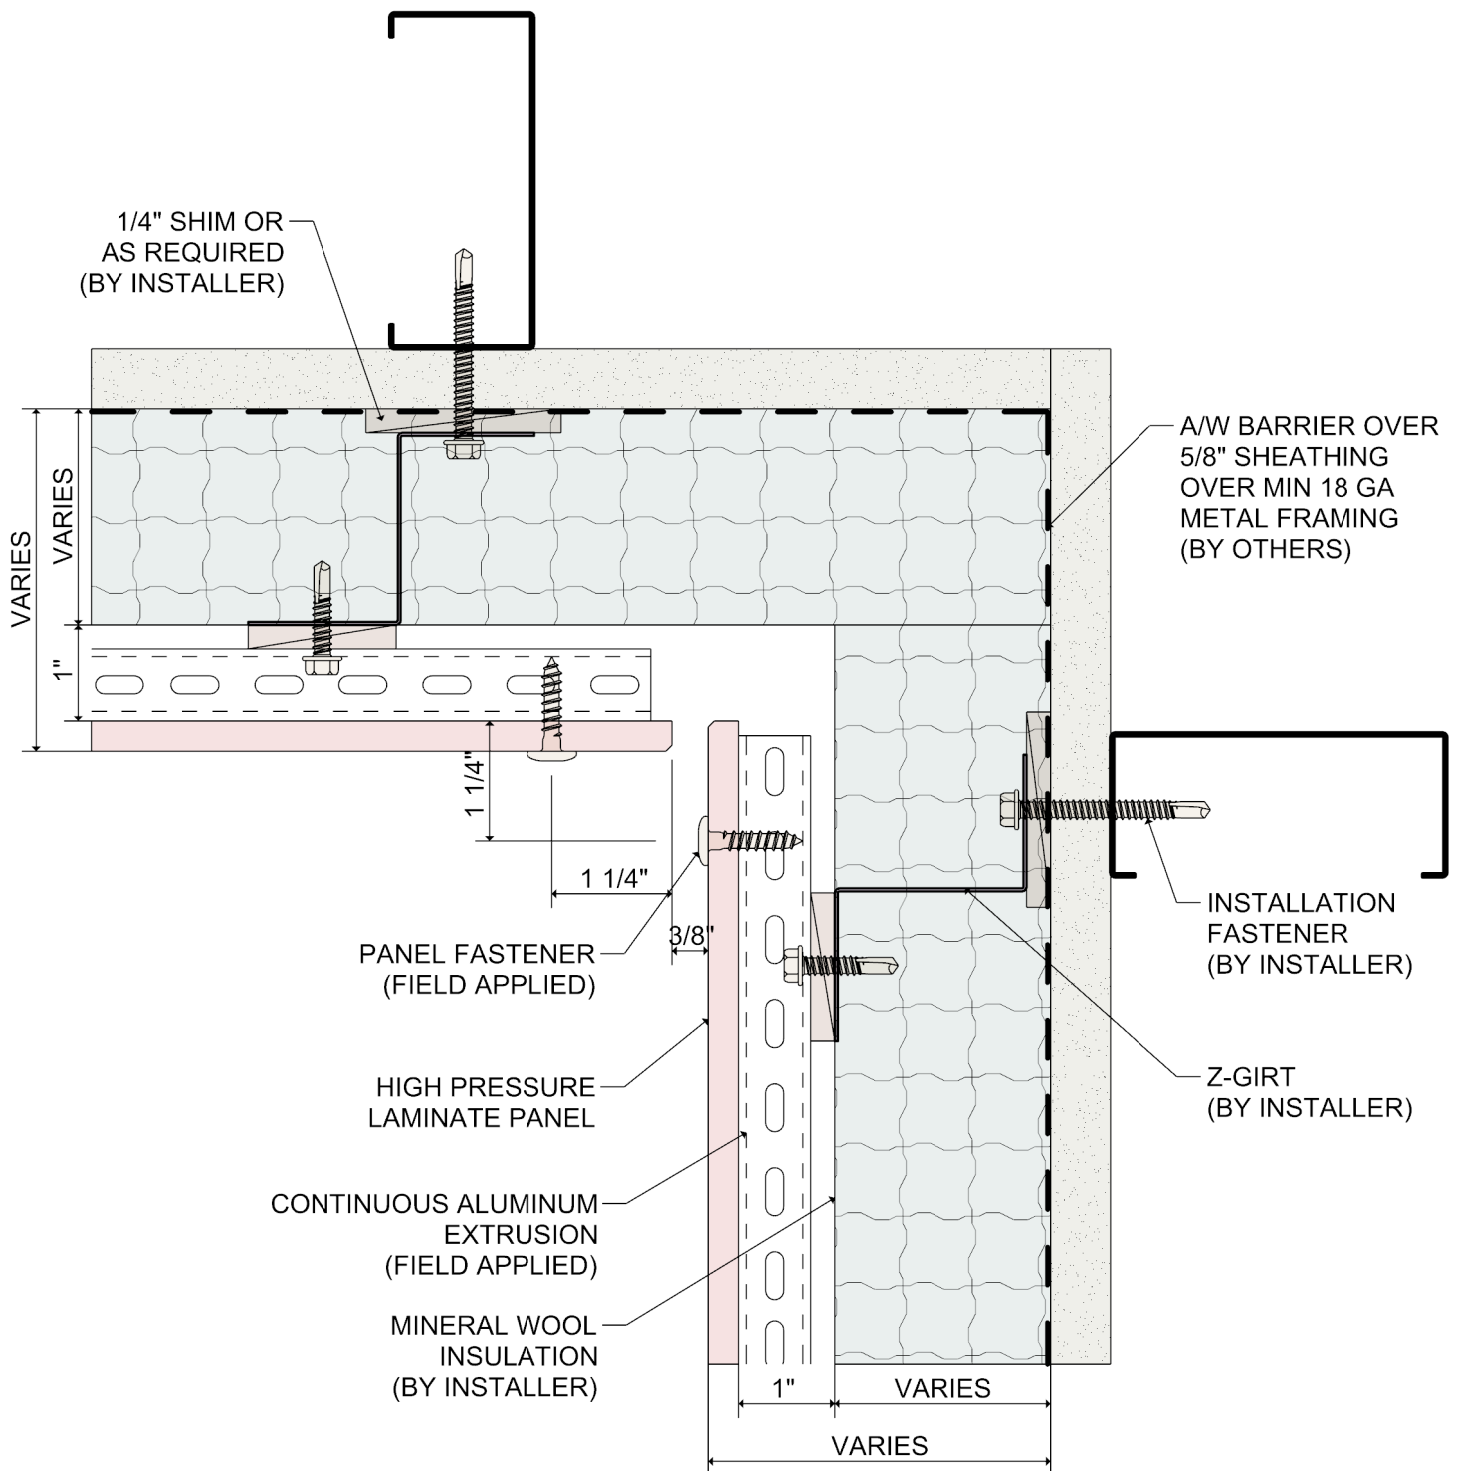 1/4" SHIM OR
AS REQUIRED
(BY INSTALLER)
A/W BARRIER OVER
5/8" SHEATHING
OVER MIN 18 GA
METAL FRAMING
(BY OTHERS)
VARIES
VARIES
1"
1 1/4"
1 1/4"
3/8"
PANEL FASTENER
(FIELD APPLIED)
INSTALLATION
FASTENER
(BY INSTALLER)
HIGH PRESSURE
LAMINATE PANEL
Z-GIRT
(BY INSTALLER)
CONTINUOUS ALUMINUM
EXTRUSION
(FIELD APPLIED)
MINERAL WOOL
INSULATION
(BY INSTALLER)
1"
VARIES
VARIES